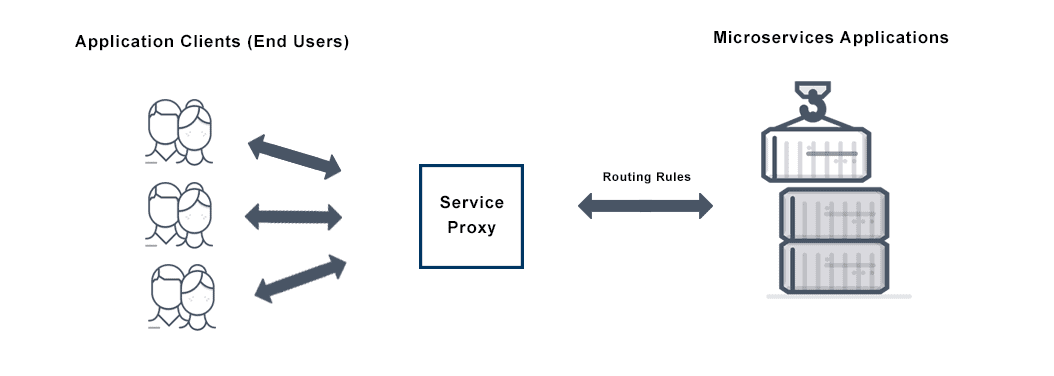 Application Clients (End Users)
Microservices Applications
Routing Rules
Service
Proxy